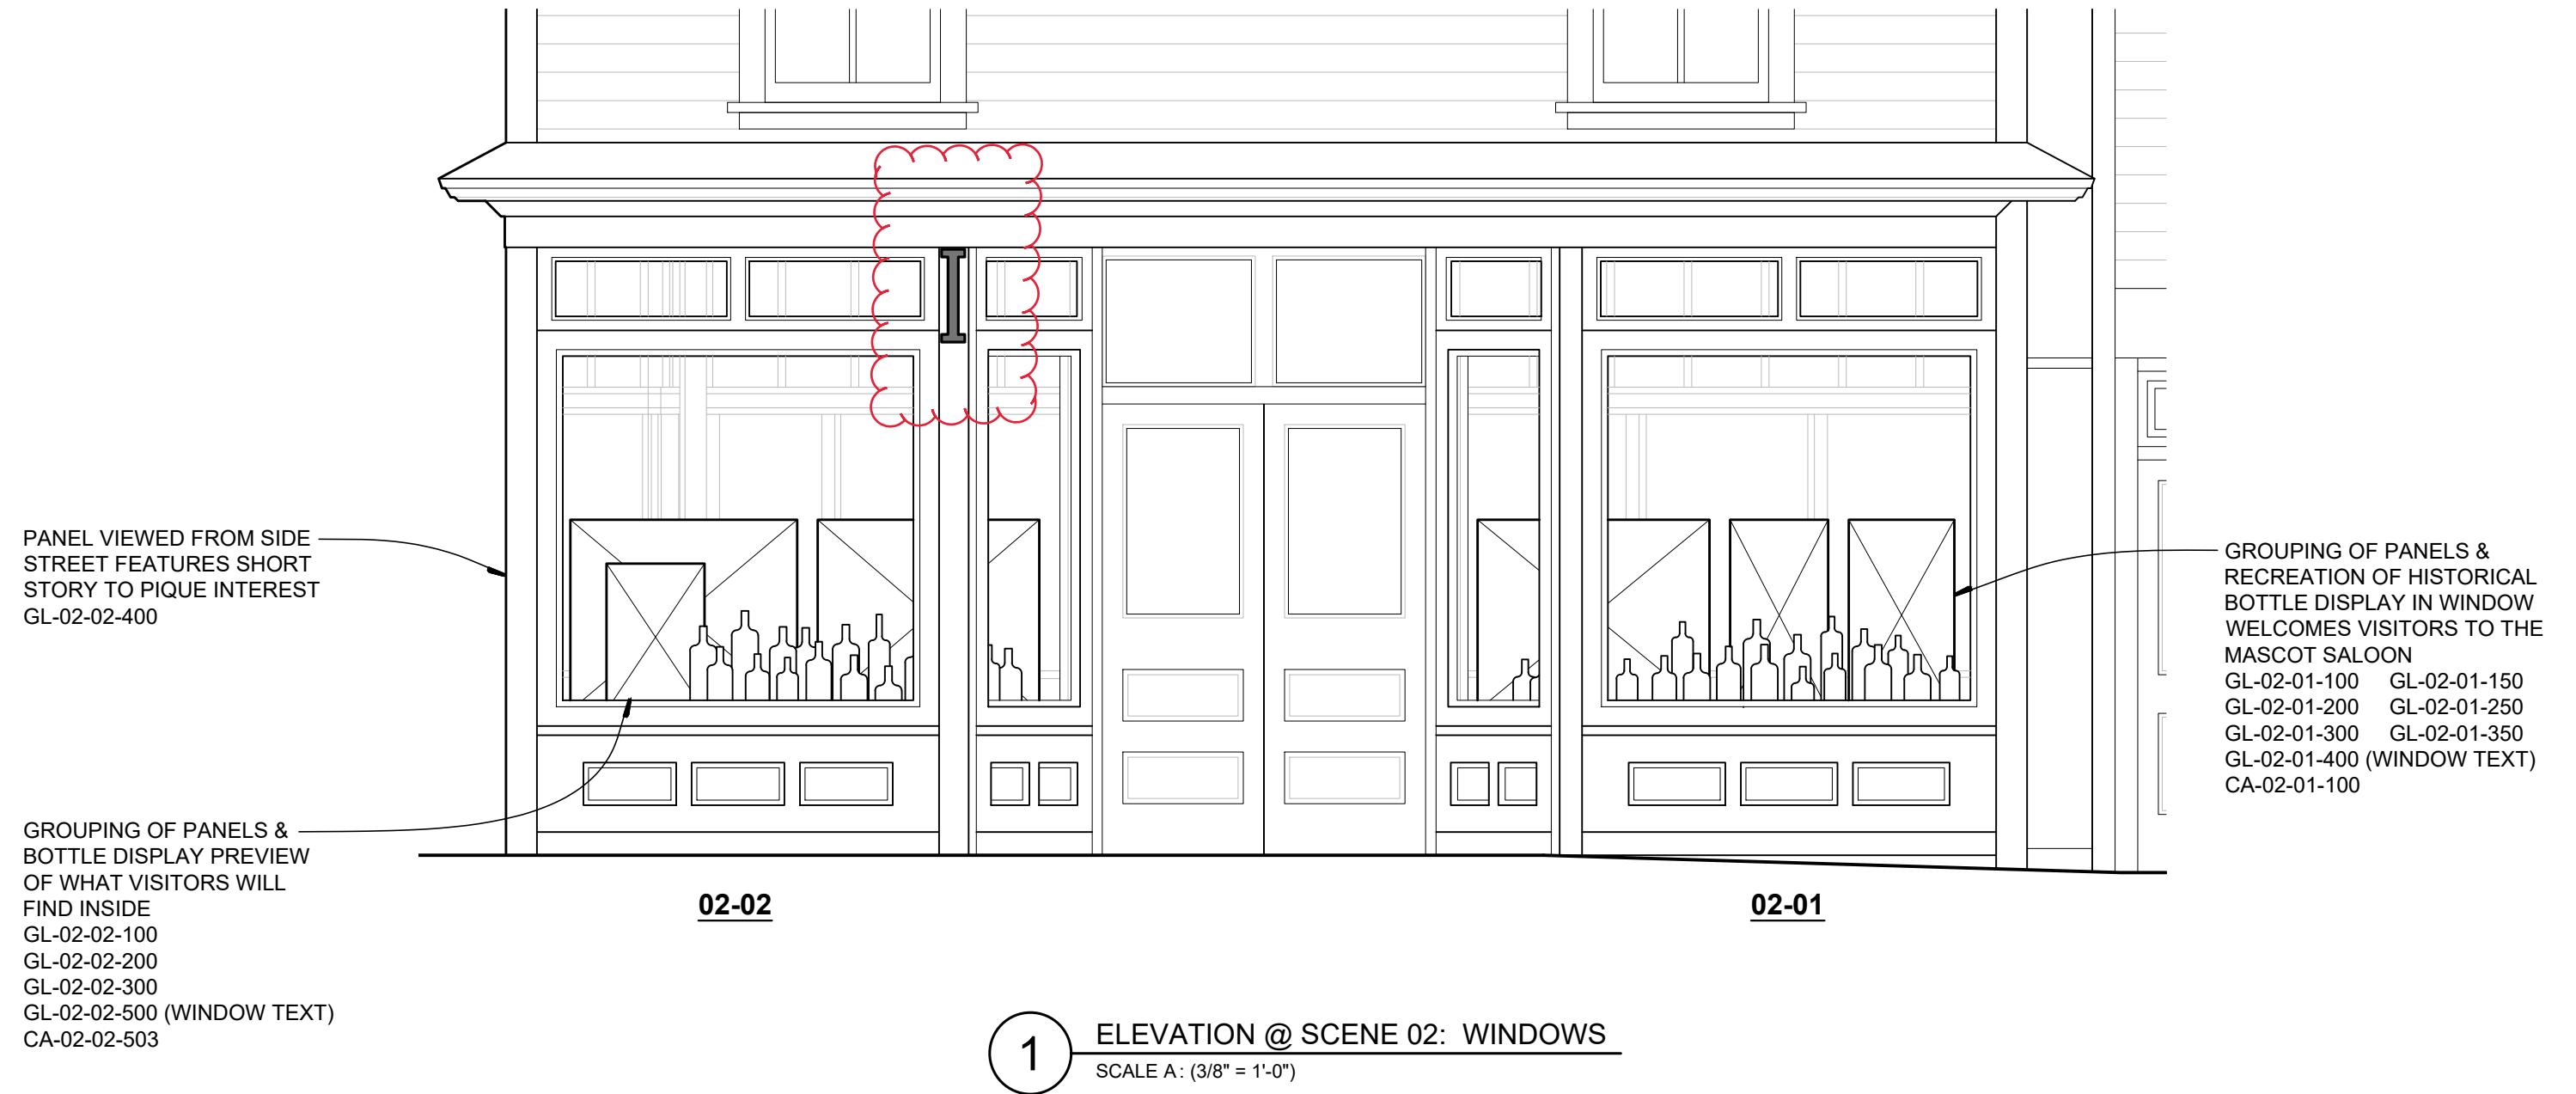 PANEL VIEWED FROM SIDE
STREET FEATURES SHORT
STORY TO PIQUE INTEREST
GL-02-02-400
GROUPING OF PANELS &
BOTTLE DISPLAY PREVIEW
OF WHAT VISITORS WILL
FIND INSIDE
GL-02-02-100
GL-02-02-200
GL-02-02-300
GL-02-02-500 (WINDOW TEXT)
CA-02-02-503
GROUPING OF PANELS &
RECREATION OF HISTORICAL
BOTTLE DISPLAY IN WINDOW
WELCOMES VISITORS TO THE
MASCOT SALOON
GL-02-01-100 GL-02-01-150
GL-02-01-200 GL-02-01-250
GL-02-01-300 GL-02-01-350
GL-02-01-400 (WINDOW TEXT)
CA-02-01-100
02-02
02-01
1
ELEVATION @ SCENE 02: WINDOWS
SCALE A: (3/8" = 1'-0")